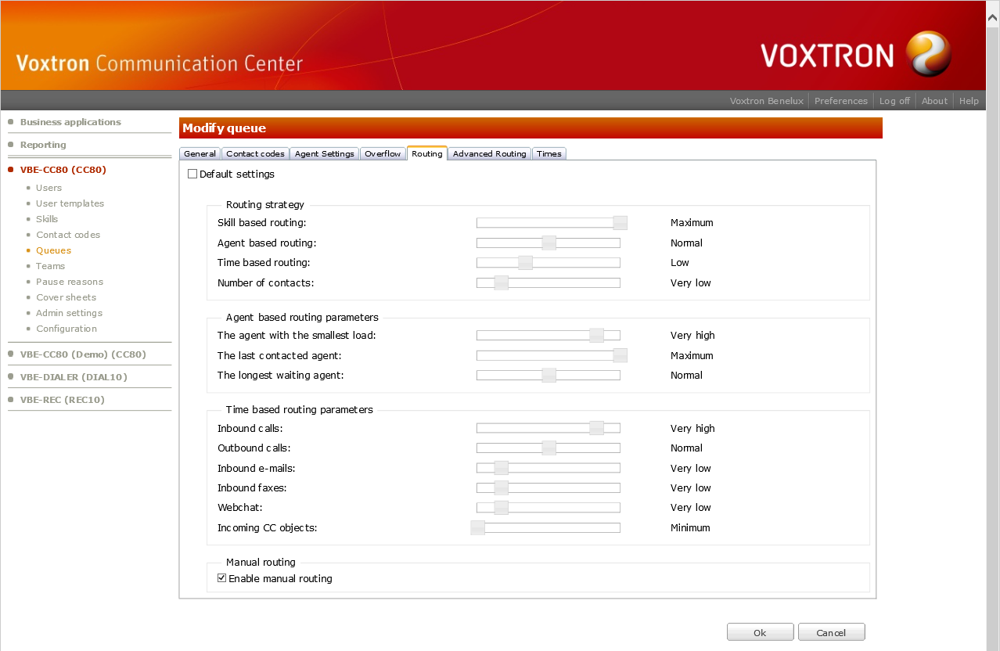 Voxtron Communication Center
VOXTRON
Voxtron Benelux Preferences Log off About Help
Business applications
Reporting
VBE-CC80 (CC80)
Users
User templates
Skills
Contact codes
Queues
Teams
Pause reasons
Cover sheets
Admin settings
Configuration
VBE-CC80 (Demo) (CC80)
VBE-DIALER (DIAL10)
VBE-REC (REC10)
Modify queue
General Contact codes Agent Settings Overflow Routing Advanced Routing Times
Default settings
Routing strategy
Skill based routing: Maximum
Agent based routing: Normal
Time based routing: Low
Number of contacts: Very low
Agent based routing parameters
The agent with the smallest load: Very high
The last contacted agent: Maximum
The longest waiting agent: Normal
Time based routing parameters
Inbound calls: Very high
Outbound calls: Normal
Inbound e-mails: Very low
Inbound faxes: Very low
Webchat: Very low
Incoming CC objects: Minimum
Manual routing
Enable manual routing
Ok Cancel